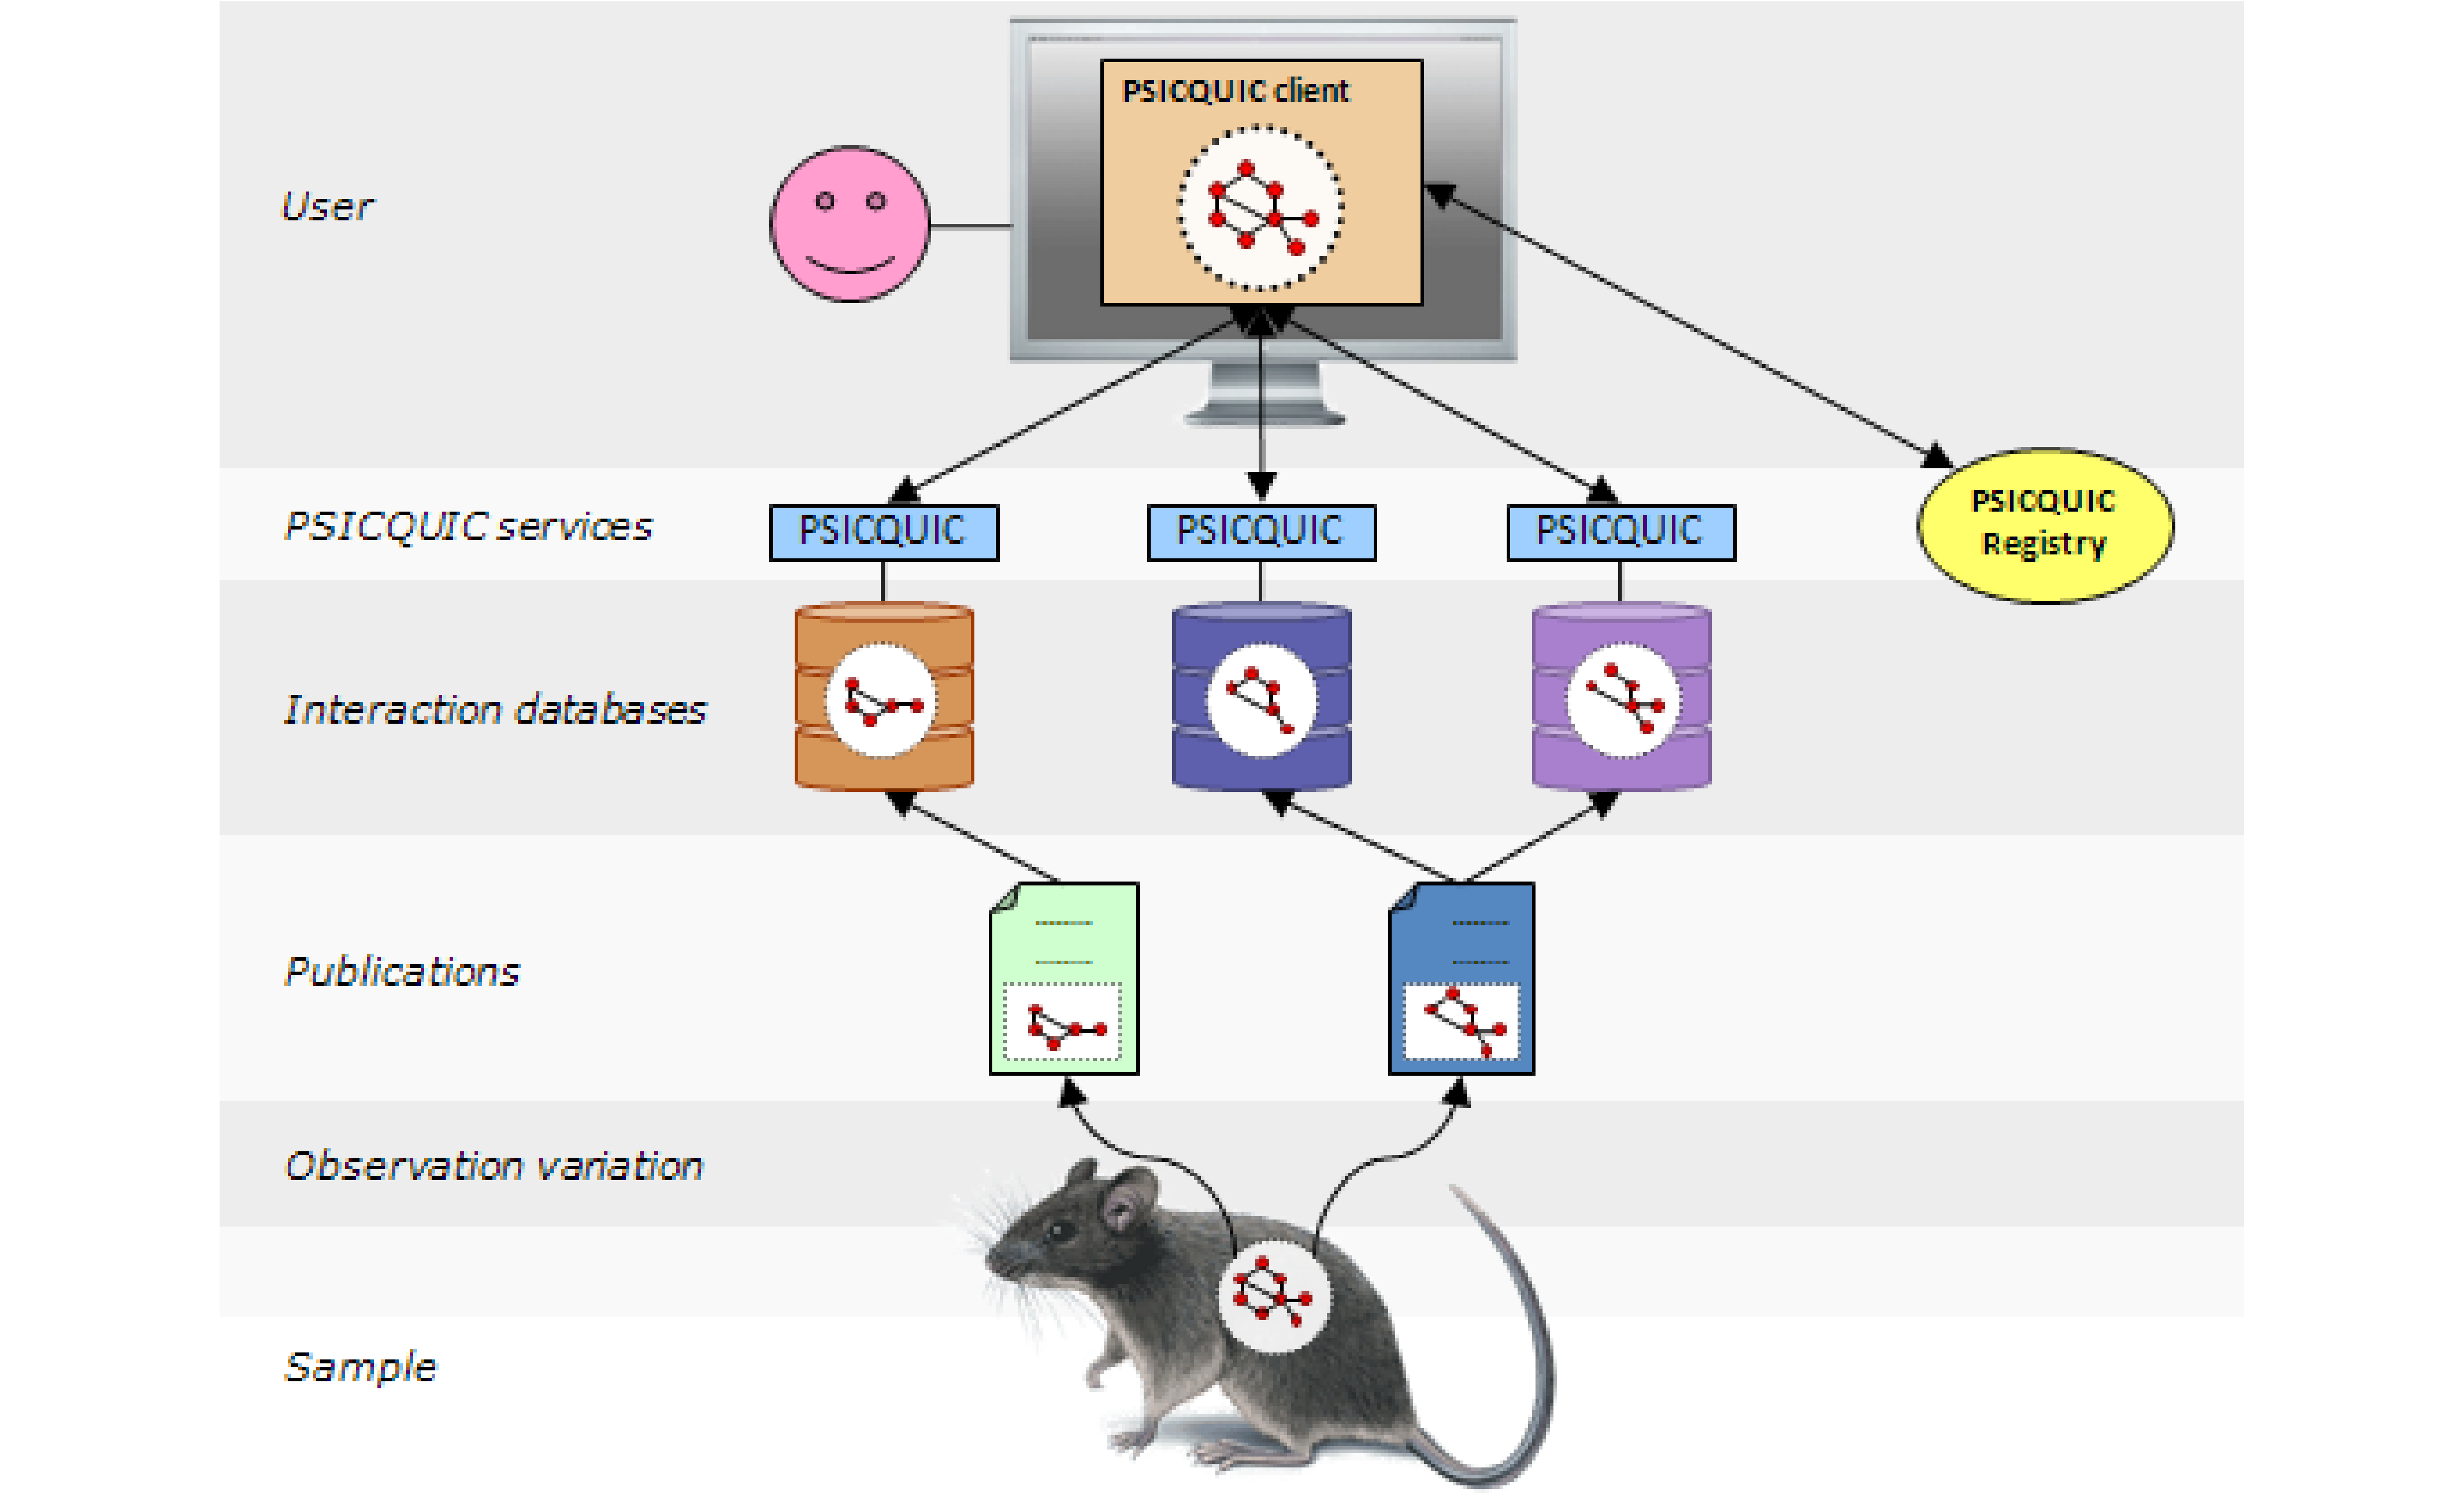 PSICQUIC client
User
PSICQUIC services
PSICQUIC
PSICQUIC
PSICQUIC
PSICQUIC
Registry
Interaction databases
Publications
Observation variation
Sample